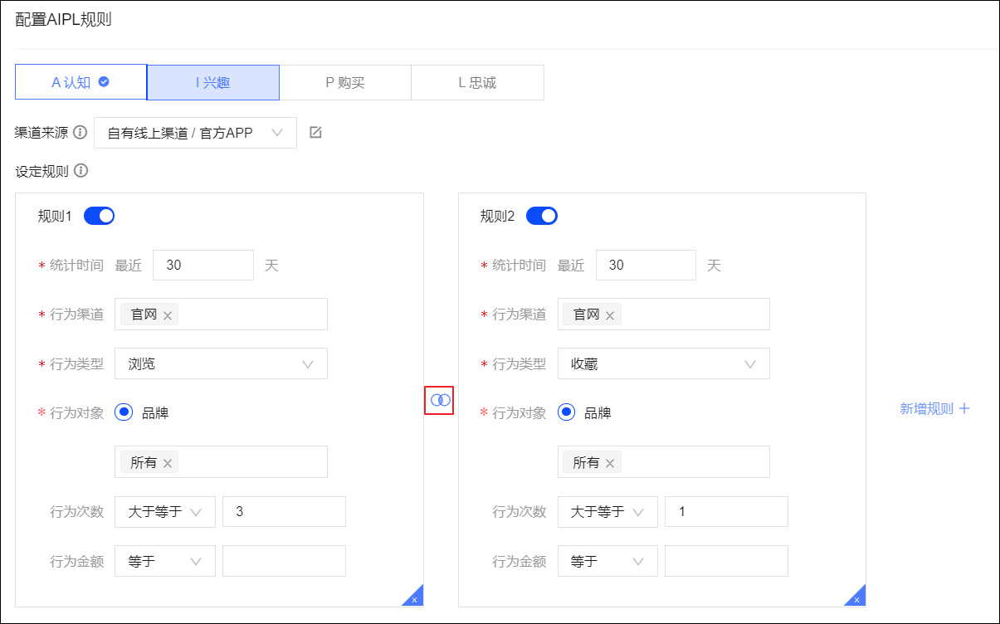 配置AIPL规则
A 认知 I 兴趣 P 购买 L 忠诚
渠道来源 自有线上渠道 / 官方APP
设定规则
规则1
* 统计时间 最近 30 天
* 行为渠道 官网 ×
* 行为类型 浏览
* 行为对象 品牌
所有 ×
行为次数 大于等于 3
行为金额 等于
x
规则2
* 统计时间 最近 30 天
* 行为渠道 官网 ×
* 行为类型 收藏
* 行为对象 品牌
所有 ×
行为次数 大于等于 1
行为金额 等于
x
新增规则 +